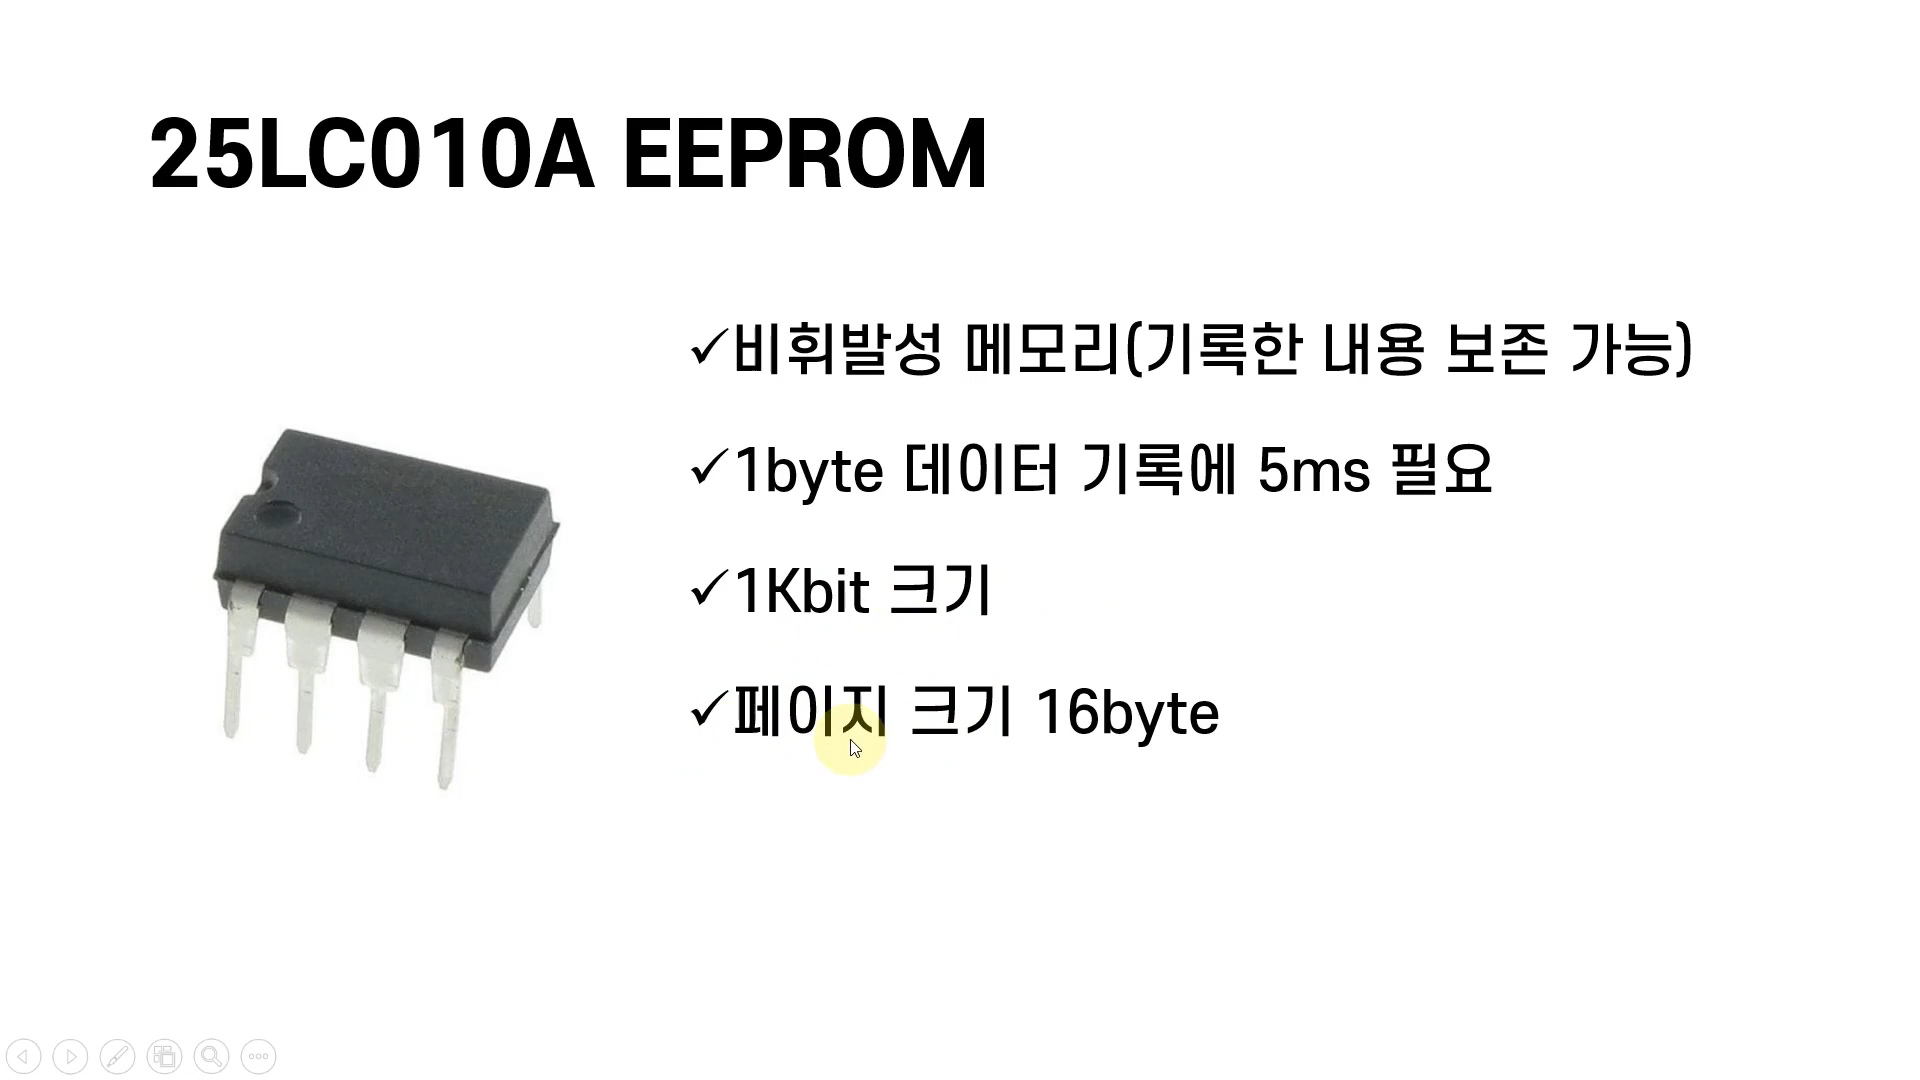 25LC010A EEPROM
✓비휘발성 메모리(기록한 내용 보존 가능)
✓1byte 데이터 기록에 5ms 필요
✓1Kbit 크기
✓페이지 크기 16byte